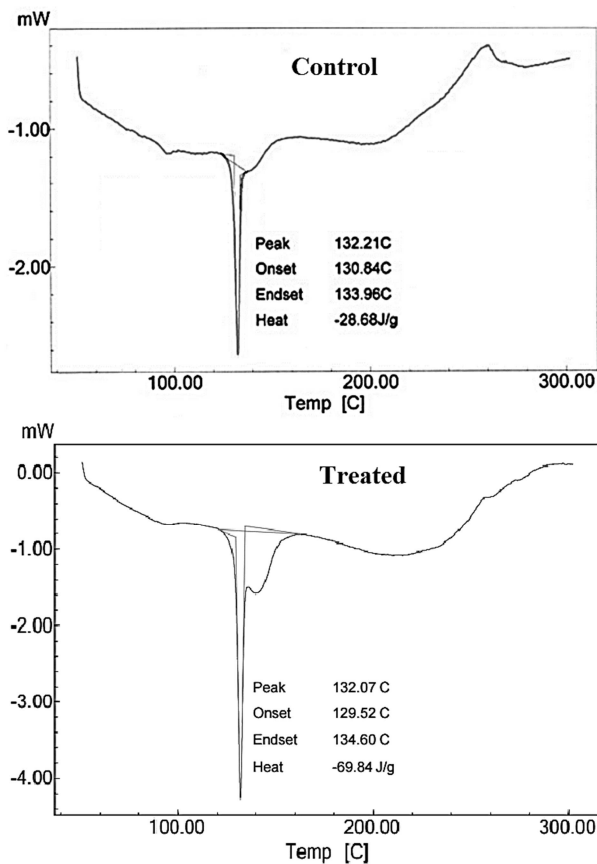 mW
Control
-1.00
-2.00
Peak 132.21C
Onset 130.84C
Endset 133.96C
Heat -28.68J/g
100.00 200.00 300.00
Temp [C]
mW
0.00
Treated
-1.00
-2.00
-3.00
-4.00
Peak 132.07 C
Onset 129.52 C
Endset 134.60 C
Heat -69.84 J/g
100.00 200.00 300.00
Temp [C]